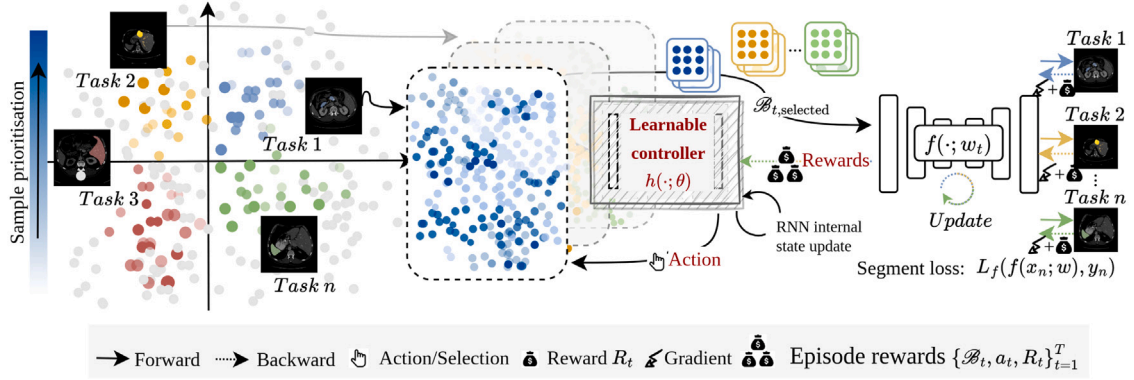 Sample prioritisation
Task 2
Task 1
Task 3
Task n
ℬt,selected
Learnable
controller
h(·; θ)
Rewards
RNN internal
state update
Action
f(·; wt)
Update
Task 1
+
Task 2
+
⋮
Task n
+
Segment loss: Lf(f(xn; w), yn)
Forward
Backward
Action/Selection
Reward Rt
Gradient
Episode rewards {ℬt, at, Rt}T t=1